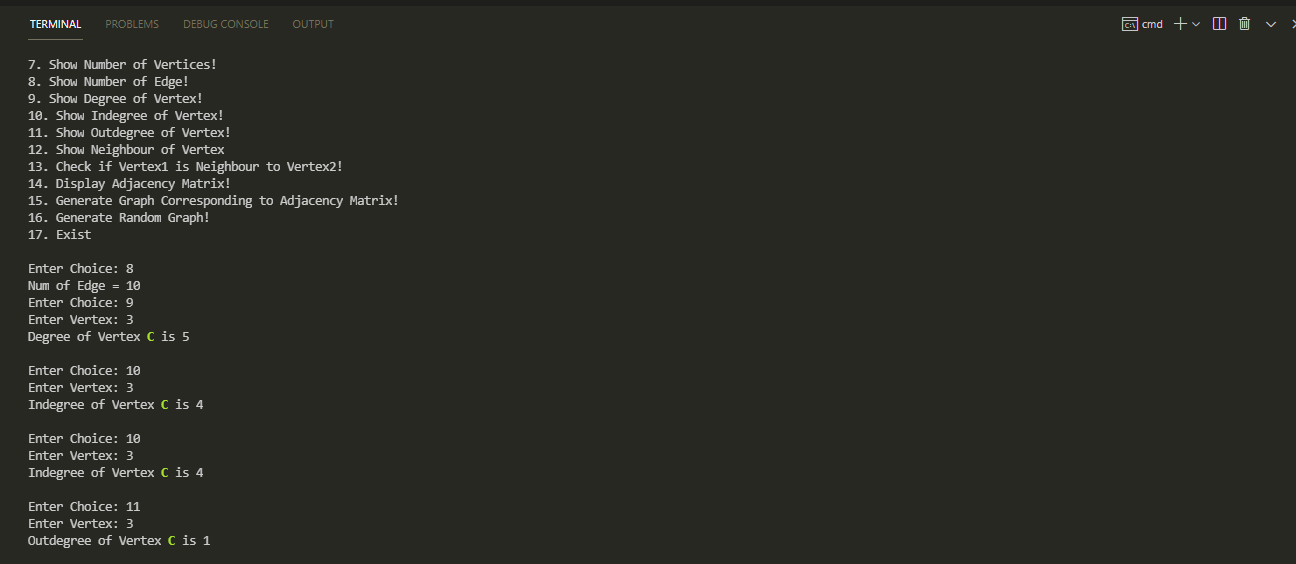 TERMINAL PROBLEMS DEBUG CONSOLE OUTPUT cmd
7. Show Number of Vertices!
8. Show Number of Edge!
9. Show Degree of Vertex!
10. Show Indegree of Vertex!
11. Show Outdegree of Vertex!
12. Show Neighbour of Vertex
13. Check if Vertex1 is Neighbour to Vertex2!
14. Display Adjacency Matrix!
15. Generate Graph Corresponding to Adjacency Matrix!
16. Generate Random Graph!
17. Exist
Enter Choice: 8
Num of Edge = 10
Enter Choice: 9
Enter Vertex: 3
Degree of Vertex C is 5
Enter Choice: 10
Enter Vertex: 3
Indegree of Vertex C is 4
Enter Choice: 10
Enter Vertex: 3
Indegree of Vertex C is 4
Enter Choice: 11
Enter Vertex: 3
Outdegree of Vertex C is 1